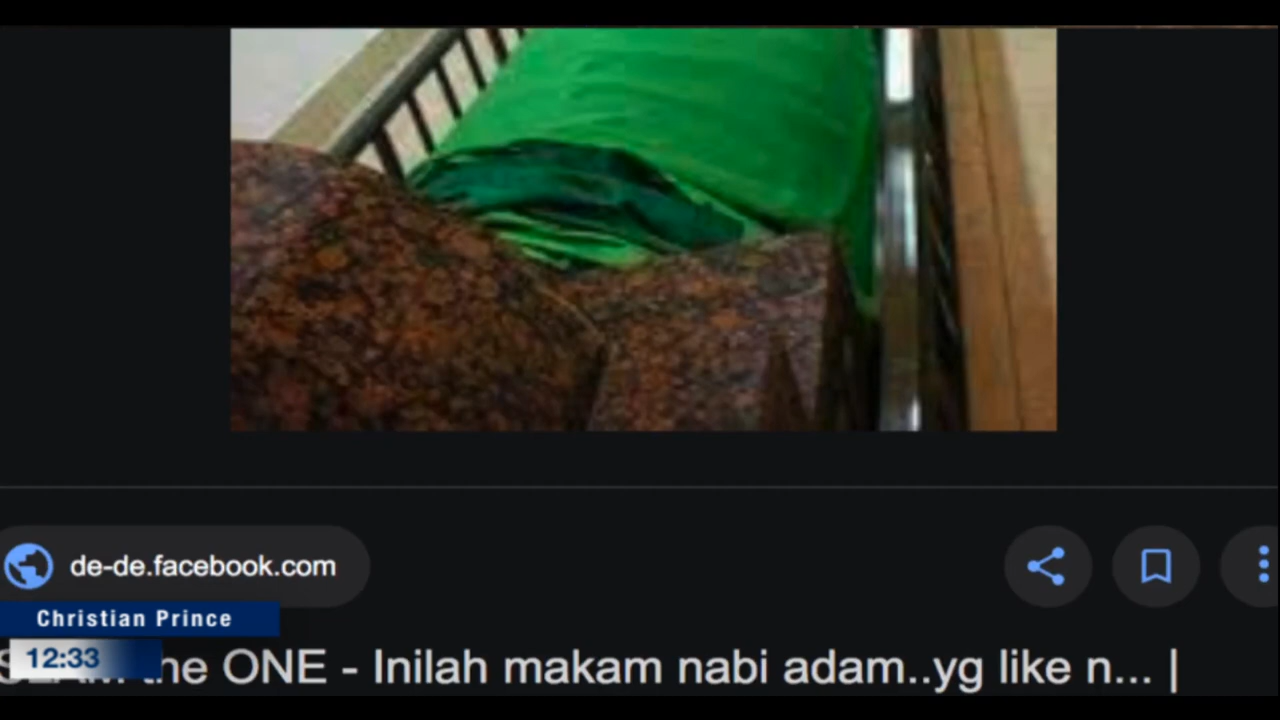 de-de.facebook.com
Christian Prince
12:33
the ONE - Inilah makam nabi adam..yg like n... |